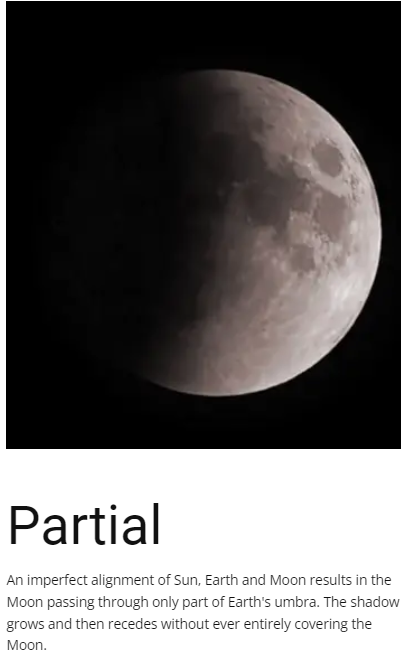 Partial
An imperfect alignment of Sun, Earth and Moon results in the
Moon passing through only part of Earth's umbra. The shadow
grows and then recedes without ever entirely covering the
Moon.